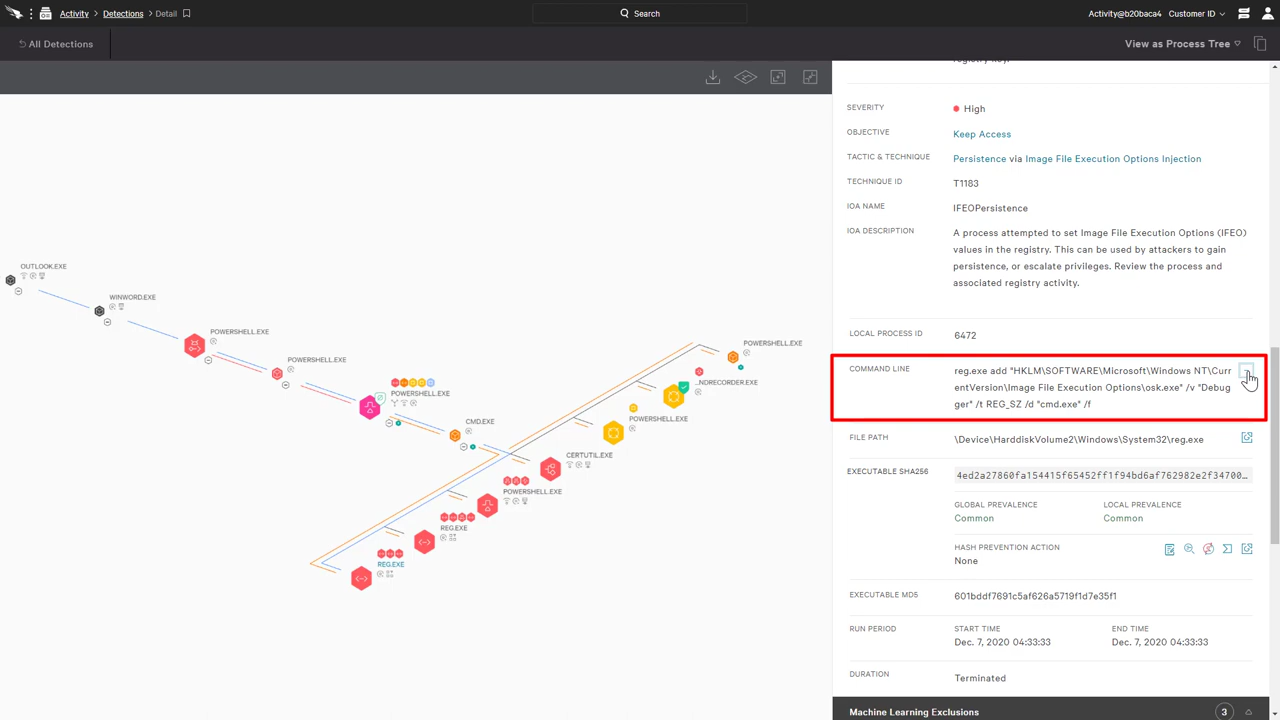 Activity
Detections
Detail
Search
Activity@b20baca4
Customer ID
All Detections
View as Process Tree
registry key.
SEVERITY
High
OBJECTIVE
Keep Access
TACTIC & TECHNIQUE
Persistence via Image File Execution Options Injection
TECHNIQUE ID
T1183
IOA NAME
IFEOPersistence
IOA DESCRIPTION
A process attempted to set Image File Execution Options (IFEO)
values in the registry. This can be used by attackers to gain
persistence, or escalate privileges. Review the process and
associated registry activity.
LOCAL PROCESS ID
6472
COMMAND LINE
reg.exe add "HKLM\SOFTWARE\Microsoft\Windows NT\Curr
entVersion\Image File Execution Options\osk.exe" /v "Debug
ger" /t REG_SZ /d "cmd.exe" /f
FILE PATH
\Device\HarddiskVolume2\Windows\System32\reg.exe
EXECUTABLE SHA256
4ed2a27860fa154415f65452ff1f94bd6af762982e2f34700…
GLOBAL PREVALENCE
Common
LOCAL PREVALENCE
Common
HASH PREVENTION ACTION
None
EXECUTABLE MD5
601bddf7691c5af626a5719f1d7e35f1
RUN PERIOD
START TIME
Dec. 7, 2020 04:33:33
END TIME
Dec. 7, 2020 04:33:33
DURATION
Terminated
Machine Learning Exclusions
3
OUTLOOK.EXE
WINWORD.EXE
POWERSHELL.EXE
POWERSHELL.EXE
POWERSHELL.EXE
CMD.EXE
POWERSHELL.EXE
...NDRECORDER.EXE
POWERSHELL.EXE
CERTUTIL.EXE
POWERSHELL.EXE
REG.EXE
REG.EXE